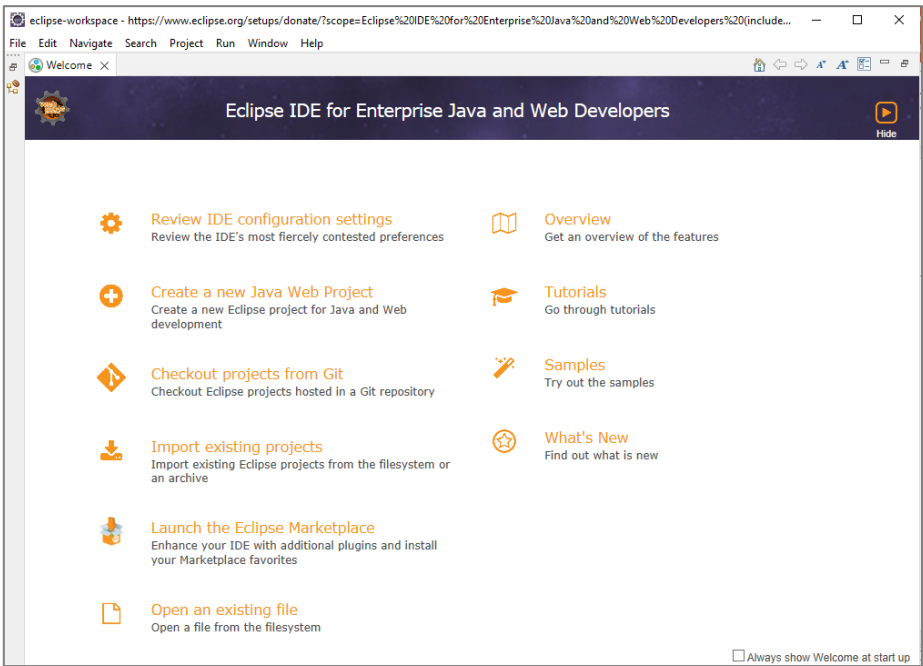 eclipse-workspace - https://www.eclipse.org/setups/donate/?scope=Eclipse%20IDE%20for%20Enterprise%20Java%20and%20Web%20Developers%20(include...
File Edit Navigate Search Project Run Window Help
Welcome
Eclipse IDE for Enterprise Java and Web Developers
Hide
Review IDE configuration settings
Review the IDE's most fiercely contested preferences
Create a new Java Web Project
Create a new Eclipse project for Java and Web
development
Checkout projects from Git
Checkout Eclipse projects hosted in a Git repository
Import existing projects
Import existing Eclipse projects from the filesystem or
an archive
Launch the Eclipse Marketplace
Enhance your IDE with additional plugins and install
your Marketplace favorites
Open an existing file
Open a file from the filesystem
Overview
Get an overview of the features
Tutorials
Go through tutorials
Samples
Try out the samples
What's New
Find out what is new
Always show Welcome at start up